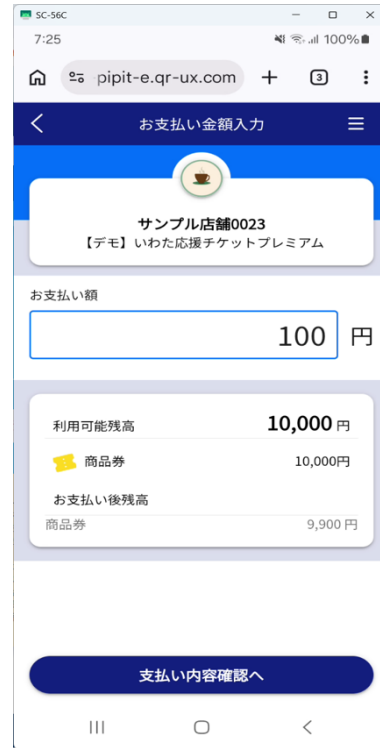 SC-56C
7:25
100%
pipit-e.qr-ux.com
3
お支払い金額入力
サンプル店舗0023
【デモ】いわた応援チケットプレミアム
お支払い額
100 円
利用可能残高 10,000 円
商品券 10,000円
お支払い後残高
商品券 9,900 円
支払い内容確認へ